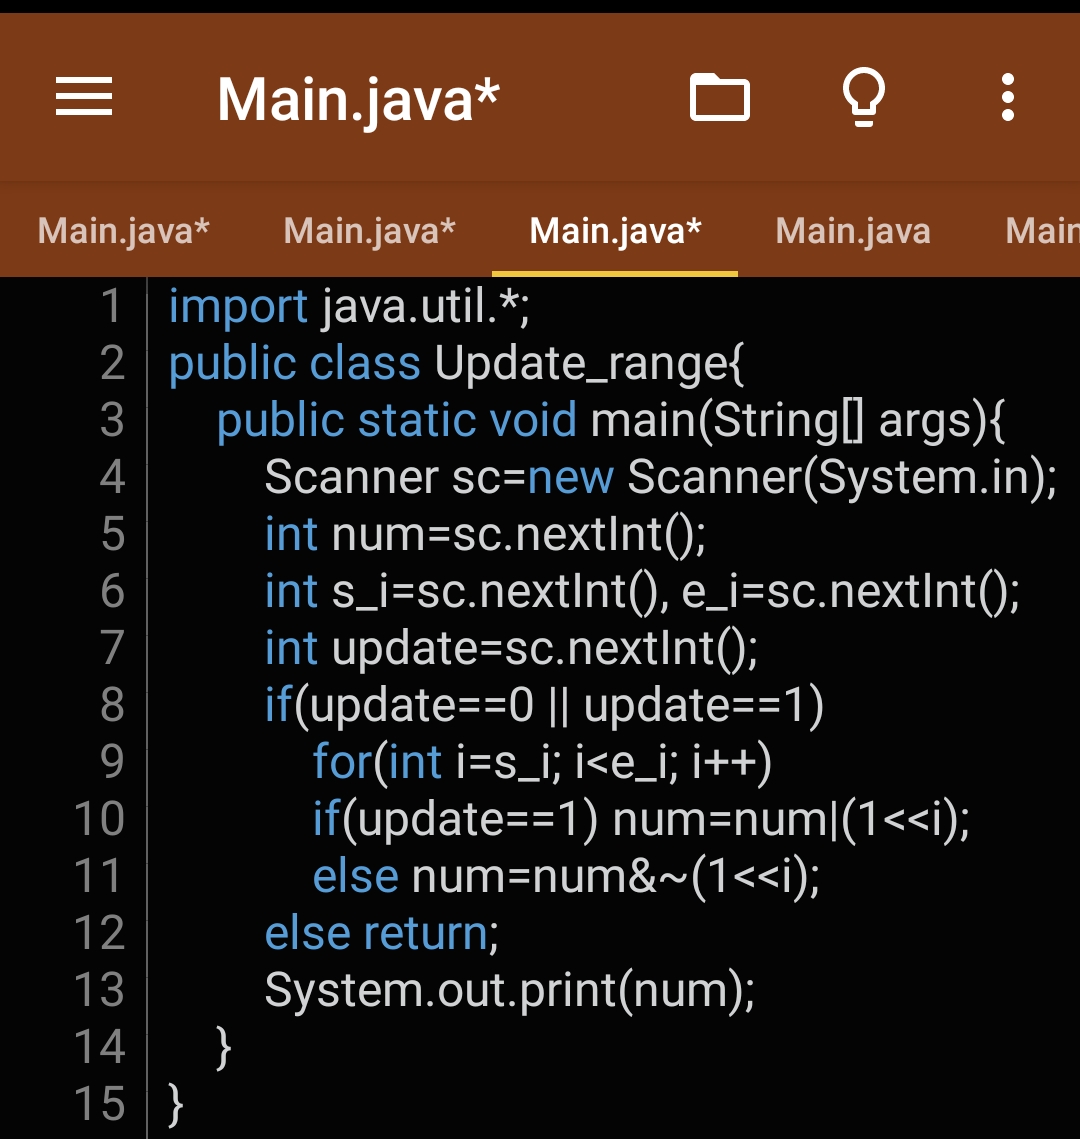 Main.java*
Main.java* Main.java* Main.java* Main.java Main
1 import java.util.*;
2 public class Update_range{
3 public static void main(String[] args){
4 Scanner sc=new Scanner(System.in);
5 int num=sc.nextInt();
6 int s_i=sc.nextInt(), e_i=sc.nextInt();
7 int update=sc.nextInt();
8 if(update==0 || update==1)
9 for(int i=s_i; i<e_i; i++)
10 if(update==1) num=num|(1<<i);
11 else num=num&~(1<<i);
12 else return;
13 System.out.print(num);
14 }
15 }